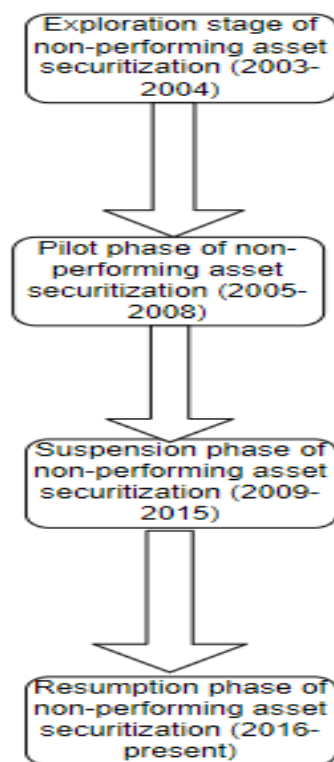 Exploration stage of
non-performing asset
securitization (2003-
2004)
Pilot phase of non-
performing asset
securitization (2005-
2008)
Suspension phase of
non-performing asset
securitization (2009-
2015)
Resumption phase of
non-performing asset
securitization (2016-
present)